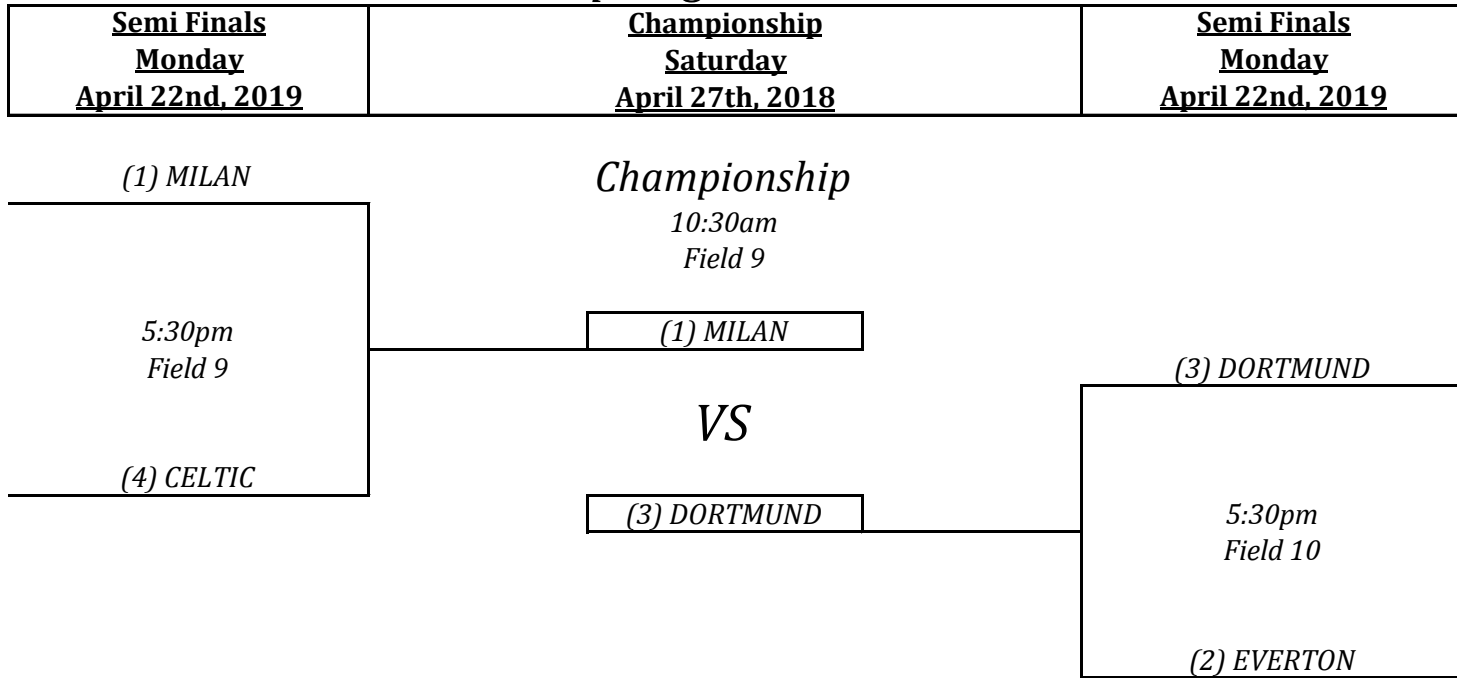 Semi Finals
Monday
April 22nd, 2019
Championship
Saturday
April 27th, 2018
Semi Finals
Monday
April 22nd, 2019
(1) MILAN
Championship
10:30am
Field 9
5:30pm
Field 9
(1) MILAN
(3) DORTMUND
VS
(4) CELTIC
(3) DORTMUND
5:30pm
Field 10
(2) EVERTON